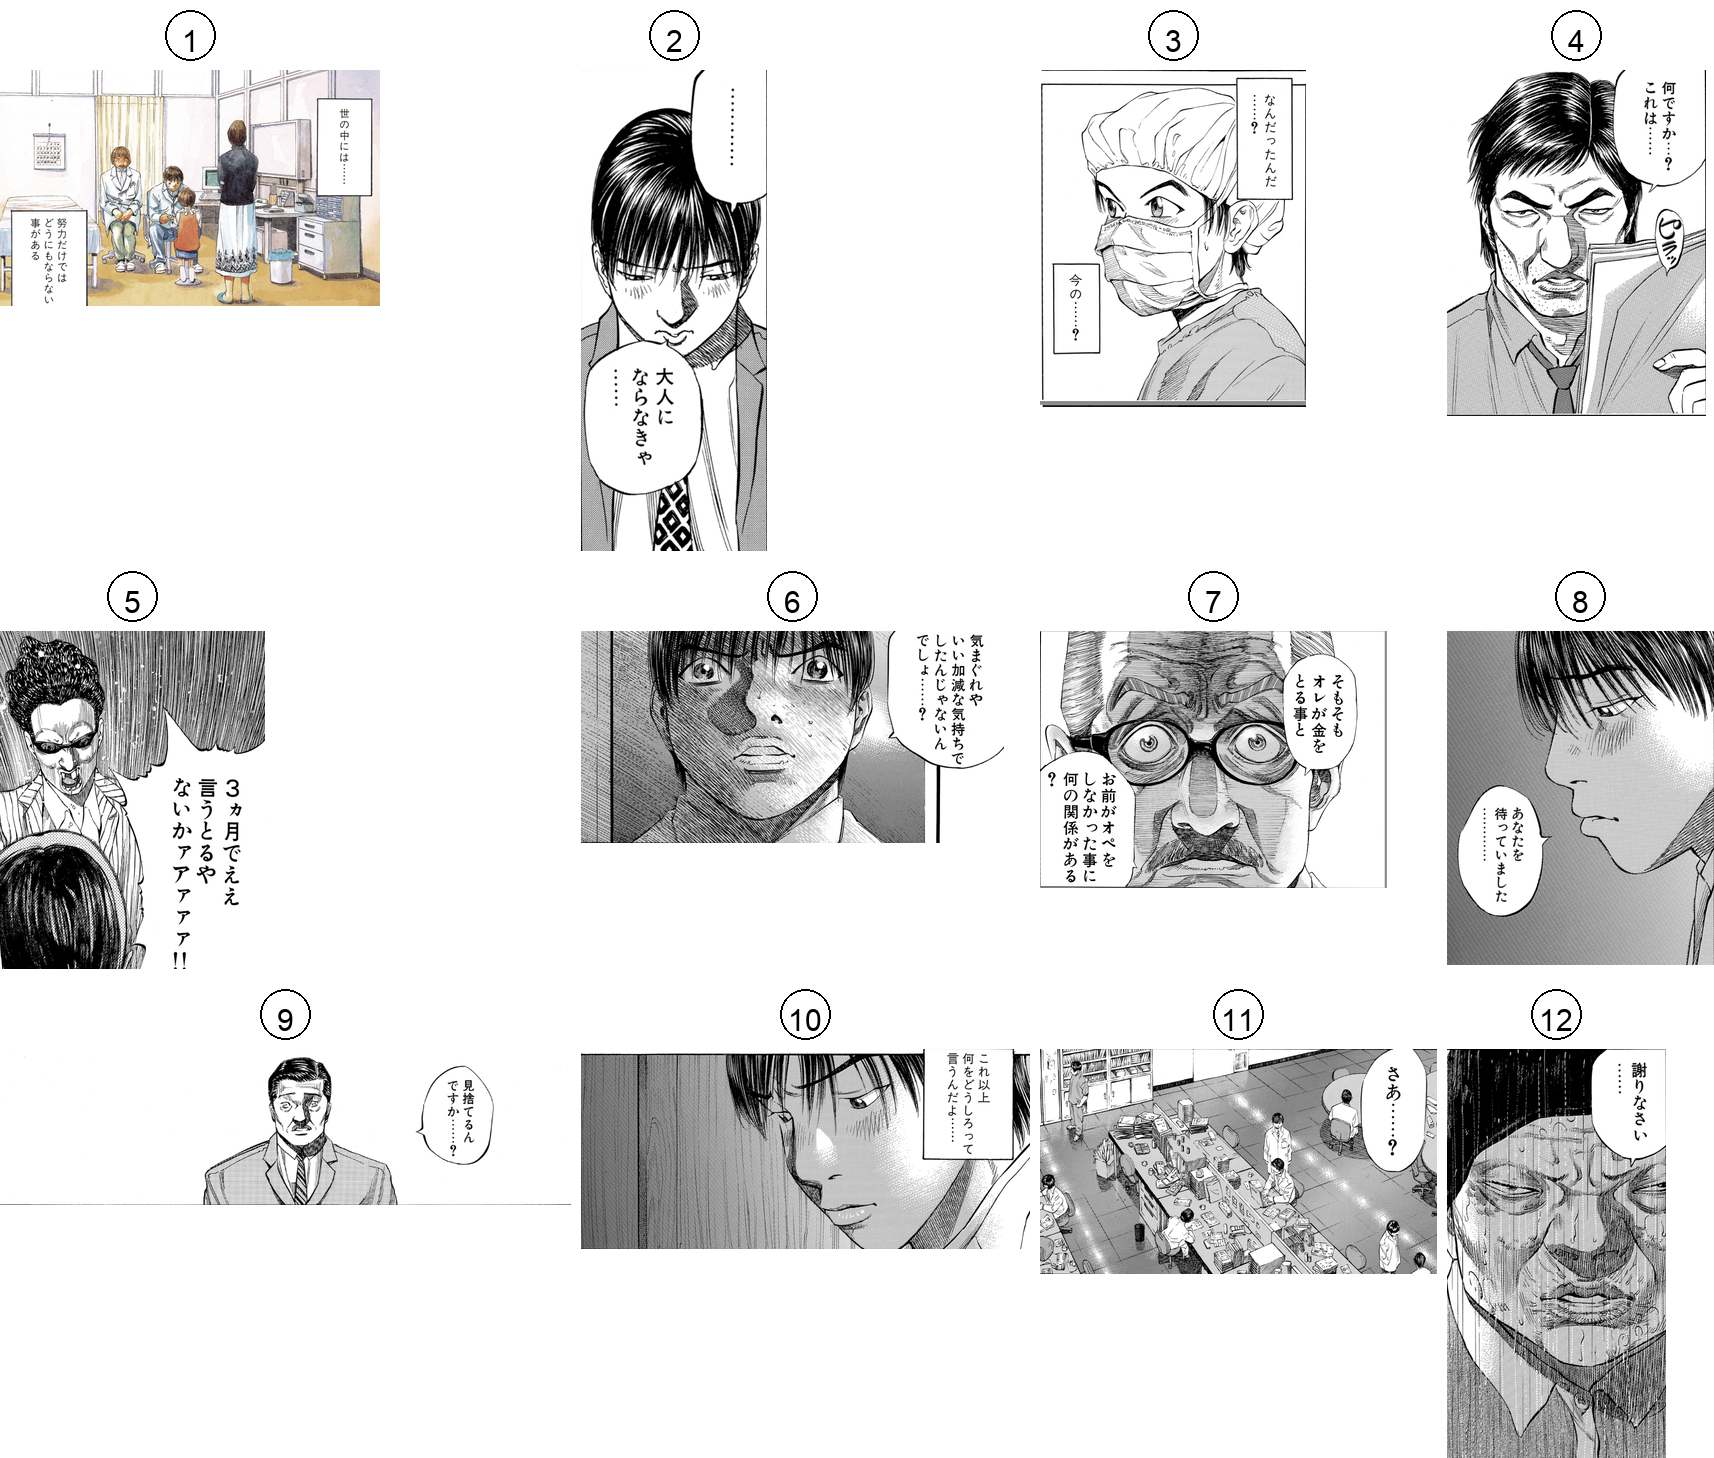 1
世の中には……
努力だけでは
どうにもならない
事がある
2
…………
大人に
ならなきゃ
……
3
なんだったんだ
……?
今の……?
4
何ですか…?
これは……
ピラッ
5
3ヵ月でええ
言うとるや
ないかァアァァァ!!
6
気まぐれや
いい加減な気持ちで
したんじゃないん
でしょ……?
7
そもそも
オレが金を
とる事と
お前がオペを
しなかった事に
何の関係がある
?
8
あなたを
待っていました
…………
9
見捨てるん
ですか……?
10
これ以上
何をどうしろって
言うんだよ……
11
さあ……?
12
謝りなさい
……